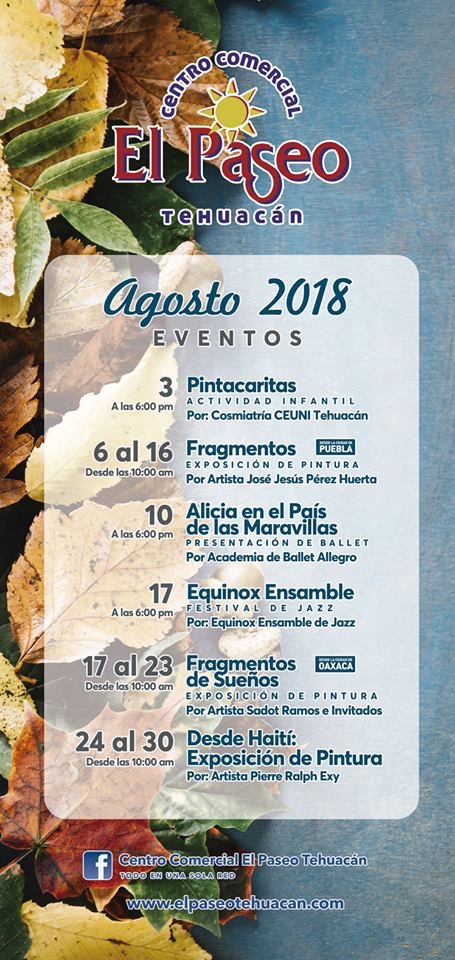 CENTRO COMERCIAL
El Paseo
TeHuacán
Agosto 2018
EVENTOS
3 Pintacaritas
ACTIVIDAD INFANTIL
A las 6:00 pm Por: Cosmiatría CEUNI Tehuacán
6 al 16 Fragmentos DESDE LA CIUDAD DE PUEBLA
EXPOSICIÓN DE PINTURA
Desde las 10:00 am Por Artista José Jesús Pérez Huerta
10 Alicia en el País
de las Maravillas
A las 6:00 pm PRESENTACIÓN DE BALLET
Por Academia de Ballet Allegro
17 Equinox Ensamble
FESTIVAL DE JAZZ
A las 6:00 pm Por: Equinox Ensamble de Jazz
17 al 23 Fragmentos DESDE LA CIUDAD DE OAXACA
de Sueños
Desde las 10:00 am EXPOSICIÓN DE PINTURA
Por Artista Sadot Ramos e Invitados
24 al 30 Desde Haití:
Exposición de Pintura
Desde las 10:00 am Por: Artista Pierre Ralph Exy
f Centro Comercial El Paseo Tehuacán
TODO EN UNA SOLA RED
www.elpaseotehuacan.com